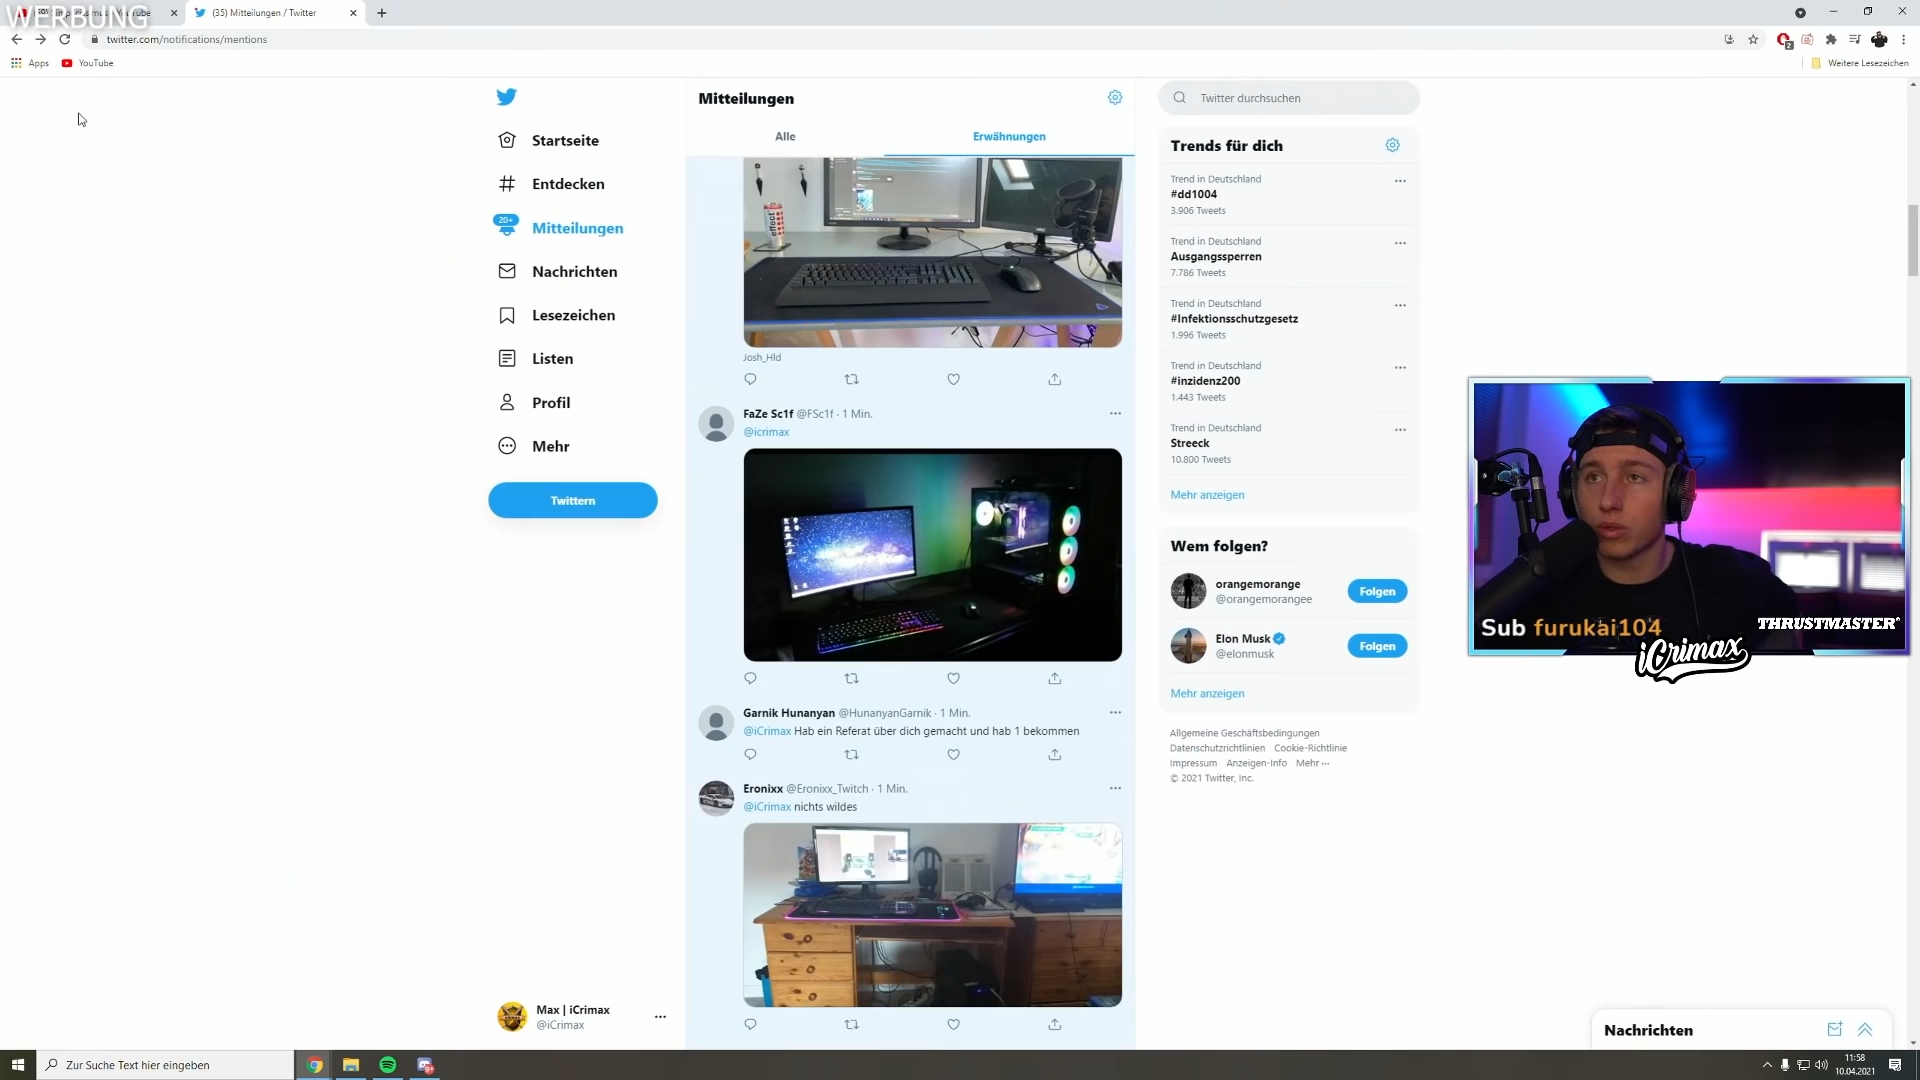 WERBUNG
YouTube
(35) Mitteilungen / Twitter
twitter.com/notifications/mentions
Apps
YouTube
Weitere Lesezeichen
Startseite
Entdecken
20+
Mitteilungen
Nachrichten
Lesezeichen
Listen
Profil
Mehr
Twittern
Max | iCrimax
@iCrimax
Mitteilungen
Alle
Erwähnungen
effect
Josh_Hld
FaZe Sc1f @FSc1f · 1 Min.
@icrimax
Garnik Hunanyan @HunanyanGarnik · 1 Min.
@iCrimax Hab ein Referat über dich gemacht und hab 1 bekommen
Eronixx @Eronixx_Twitch · 1 Min.
@iCrimax nichts wildes
Twitter durchsuchen
Trends für dich
Trend in Deutschland
#dd1004
3.906 Tweets
Trend in Deutschland
Ausgangssperren
7.786 Tweets
Trend in Deutschland
#Infektionsschutzgesetz
1.996 Tweets
Trend in Deutschland
#inzidenz200
1.443 Tweets
Trend in Deutschland
Streeck
10.800 Tweets
Mehr anzeigen
Wem folgen?
orangemorange
@orangemorangee
Folgen
Elon Musk
@elonmusk
Folgen
Mehr anzeigen
Allgemeine Geschäftsbedingungen
Datenschutzrichtlinien Cookie-Richtlinie
Impressum Anzeigen-Info Mehr ···
© 2021 Twitter, Inc.
Sub furukai104
THRUSTMASTER
iCrimax
Nachrichten
Zur Suche Text hier eingeben
11:58
10.04.2021